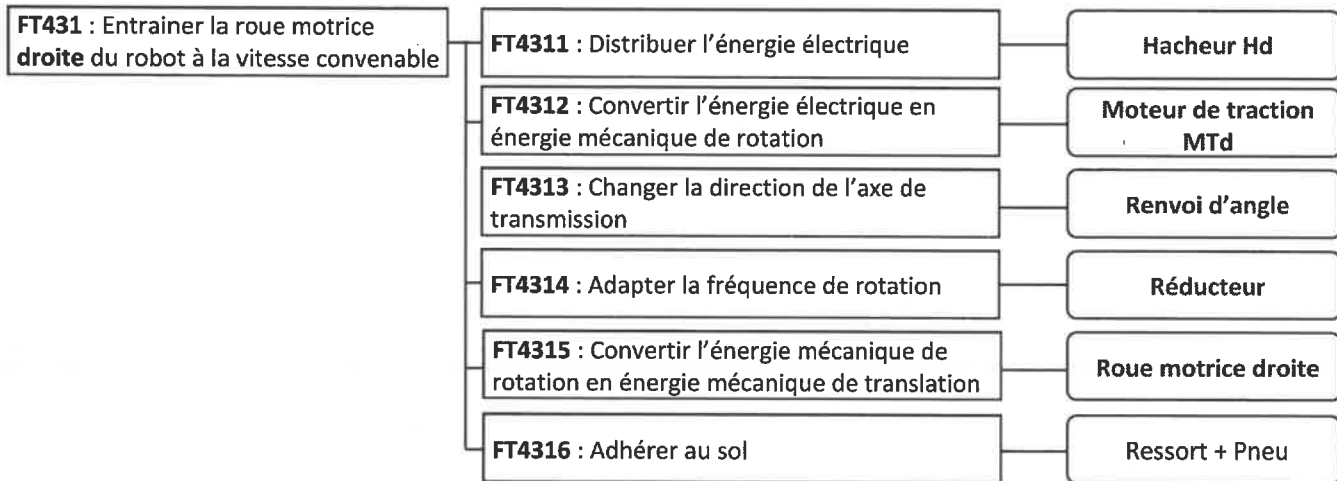 FT431 : Entrainer la roue motrice
droite du robot à la vitesse convenable
FT4311 : Distribuer l'énergie électrique
Hacheur Hd
FT4312 : Convertir l'énergie électrique en
énergie mécanique de rotation
Moteur de traction
MTd
FT4313 : Changer la direction de l'axe de
transmission
Renvoi d'angle
FT4314 : Adapter la fréquence de rotation
Réducteur
FT4315 : Convertir l'énergie mécanique de
rotation en énergie mécanique de translation
Roue motrice droite
FT4316 : Adhérer au sol
Ressort + Pneu